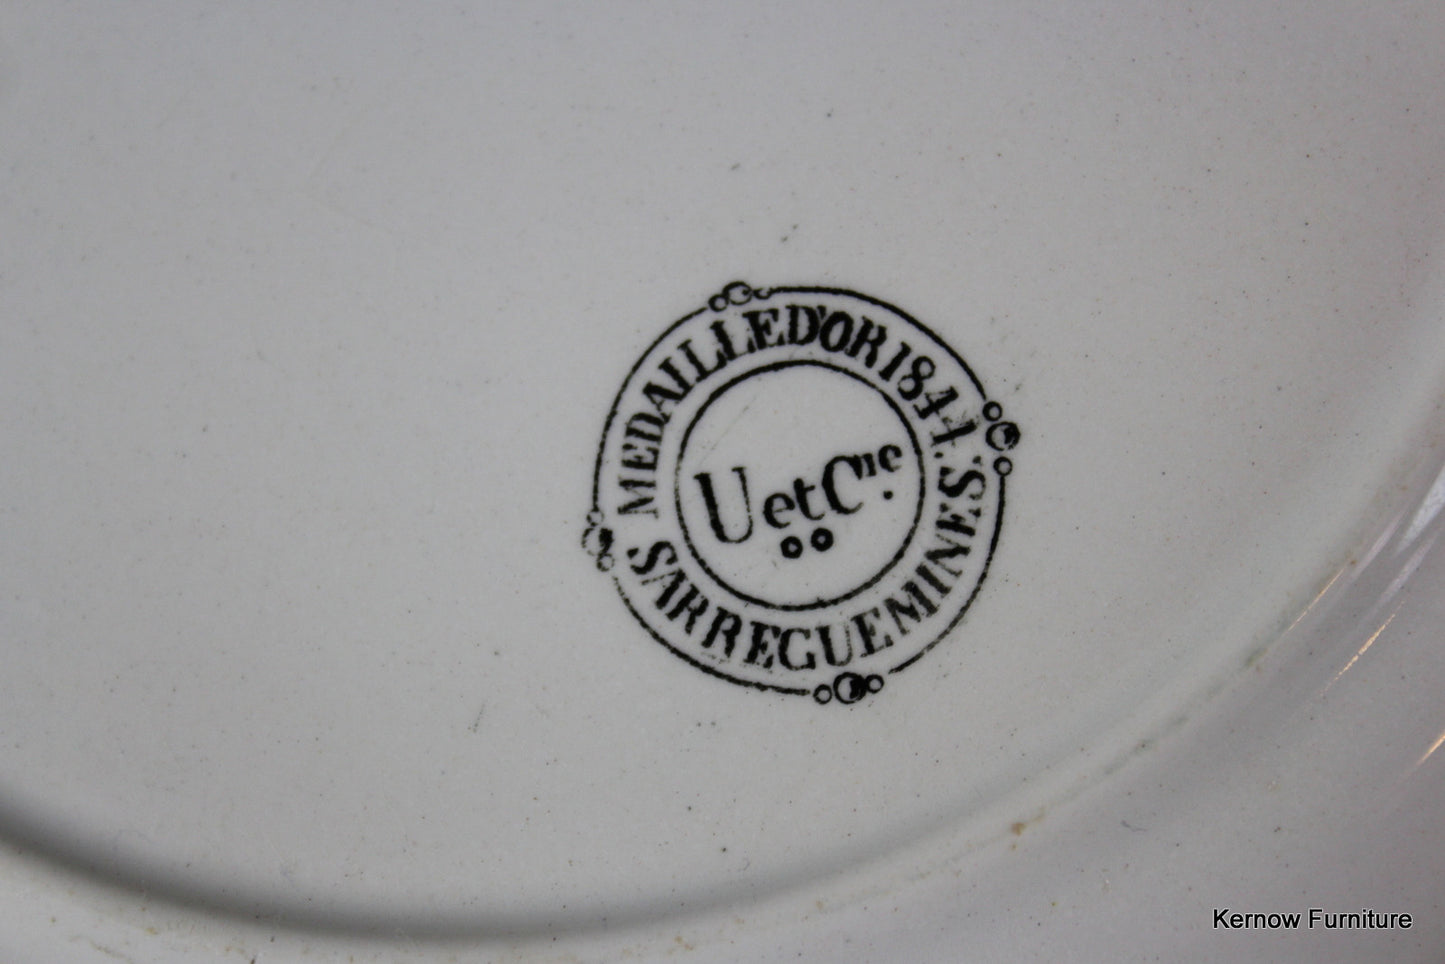 MEDAILLE D'OR 1844.
U et Cie.
SARREGUEMINES.
Kernow Furniture